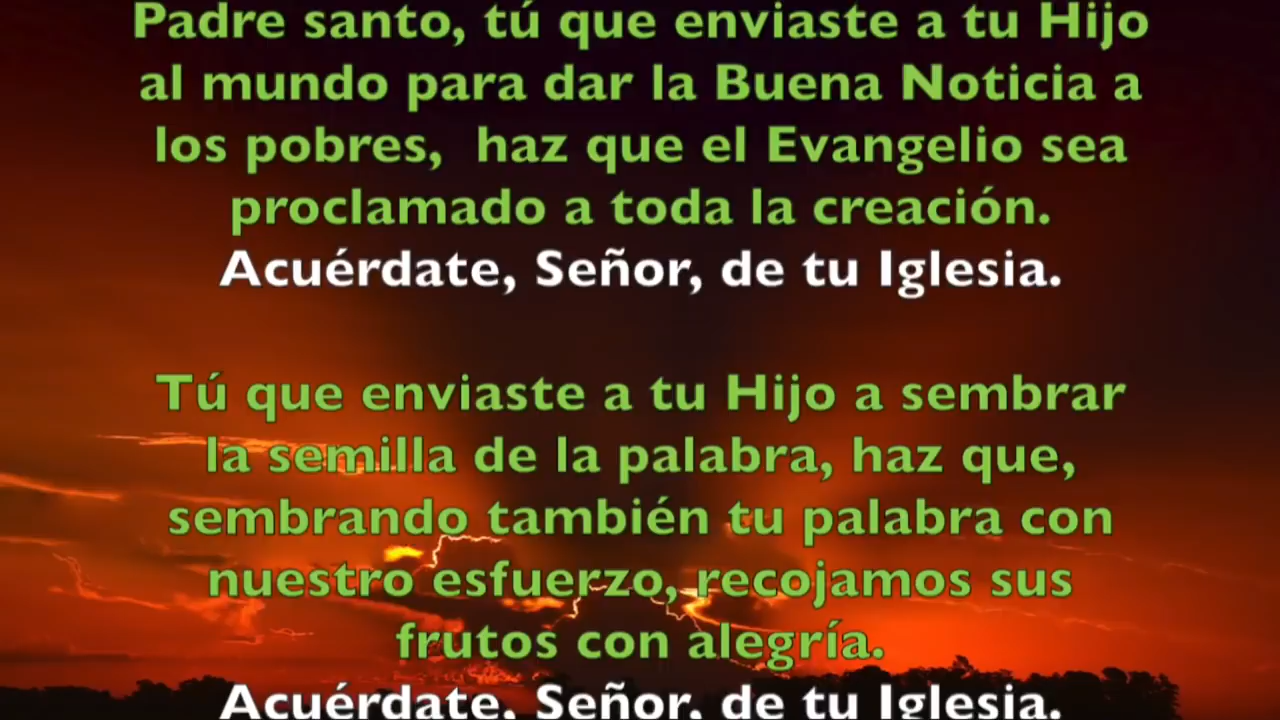 Padre santo, tú que enviaste a tu Hijo
al mundo para dar la Buena Noticia a
los pobres,  haz que el Evangelio sea
proclamado a toda la creación.
Acuérdate, Señor, de tu Iglesia.
Tú que enviaste a tu Hijo a sembrar
la semilla de la palabra, haz que,
sembrando también tu palabra con
nuestro esfuerzo, recojamos sus
frutos con alegría.
Acuérdate, Señor, de tu Iglesia.